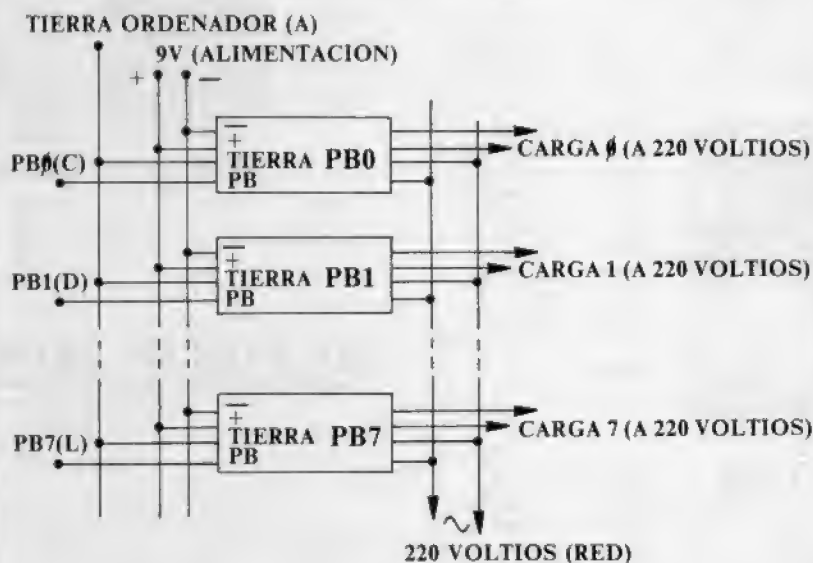 TIERRA ORDENADOR (A)
9V (ALIMENTACION)
+ —
—
+
TIERRA PB0
PB
PBØ(C)
CARGA Ø (A 220 VOLTIOS)
—
+
TIERRA PB1
PB
PB1(D)
CARGA 1 (A 220 VOLTIOS)
—
+
TIERRA PB7
PB
PB7(L)
CARGA 7 (A 220 VOLTIOS)
~
220 VOLTIOS (RED)